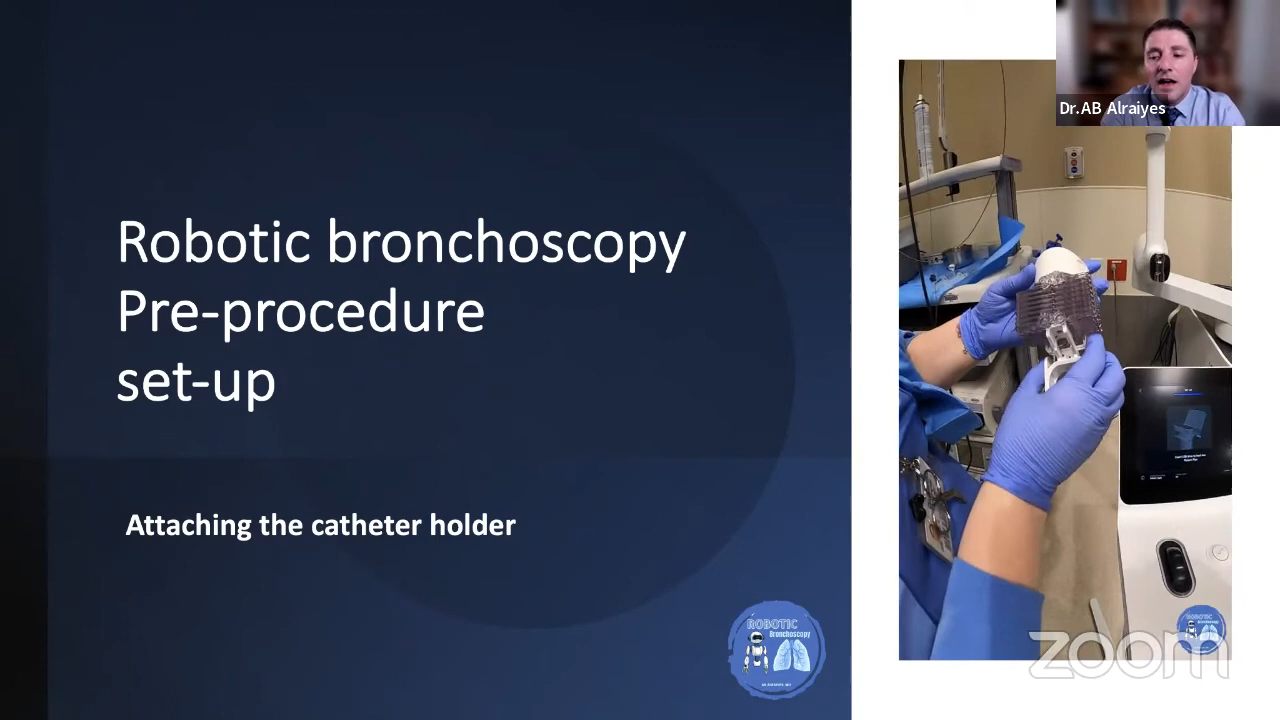 Robotic bronchoscopy
Pre-procedure
set-up
Attaching the catheter holder
Dr.AB Alraiyes
ROBOTIC
Bronchoscopy
zoom